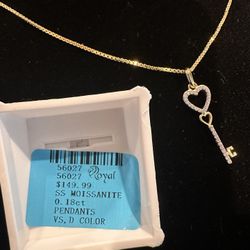 56027
56027 Royal
$149.99
SS MOISSANITE
0.18ct
PENDANTS
VS,D COLOR